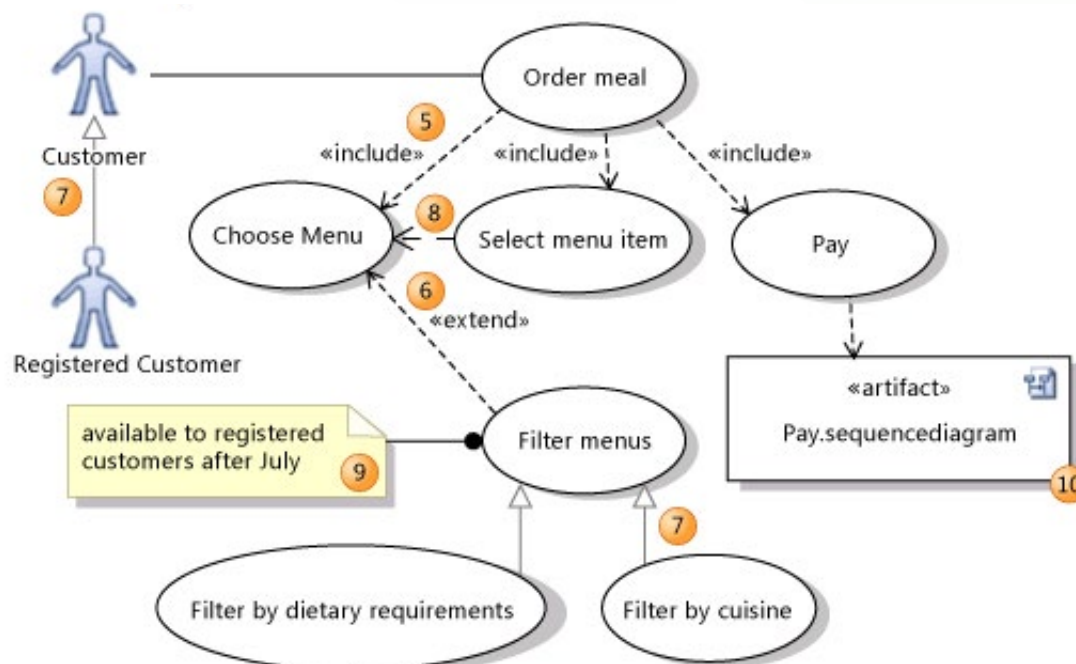 Order meal
5
Customer
«include»
«include»
«include»
7
8
Choose Menu
Select menu item
Pay
6
«extend»
Registered Customer
«artifact»
available to registered
customers after July
9
Filter menus
Pay.sequencediagram
10
7
Filter by dietary requirements
Filter by cuisine